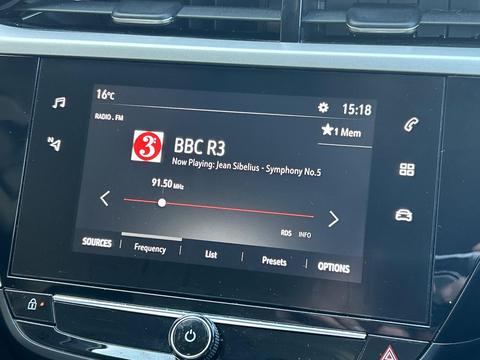 16°C
15:18
RADIO . FM
★1 Mem
3
BBC R3
Now Playing: Jean Sibelius - Symphony No.5
91.50 MHz
RDS INFO
SOURCES Frequency List Presets OPTIONS
N